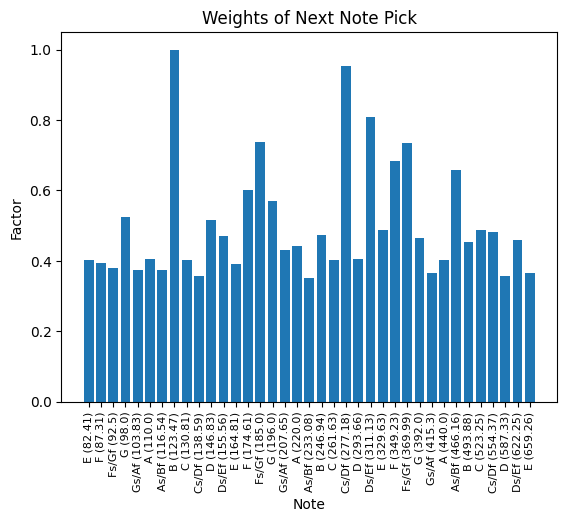 Weights of Next Note Pick
1.0
0.8
0.6
0.4
0.2
0.0
Factor
E (82.41)
F (87.31)
Fs/Gf (92.5)
G (98.0)
Gs/Af (103.83)
A (110.0)
As/Bf (116.54)
B (123.47)
C (130.81)
Cs/Df (138.59)
D (146.83)
Ds/Ef (155.56)
E (164.81)
F (174.61)
Fs/Gf (185.0)
G (196.0)
Gs/Af (207.65)
A (220.0)
As/Bf (233.08)
B (246.94)
C (261.63)
Cs/Df (277.18)
D (293.66)
Ds/Ef (311.13)
E (329.63)
F (349.23)
Fs/Gf (369.99)
G (392.0)
Gs/Af (415.3)
A (440.0)
As/Bf (466.16)
B (493.88)
C (523.25)
Cs/Df (554.37)
D (587.33)
Ds/Ef (622.25)
E (659.26)
Note